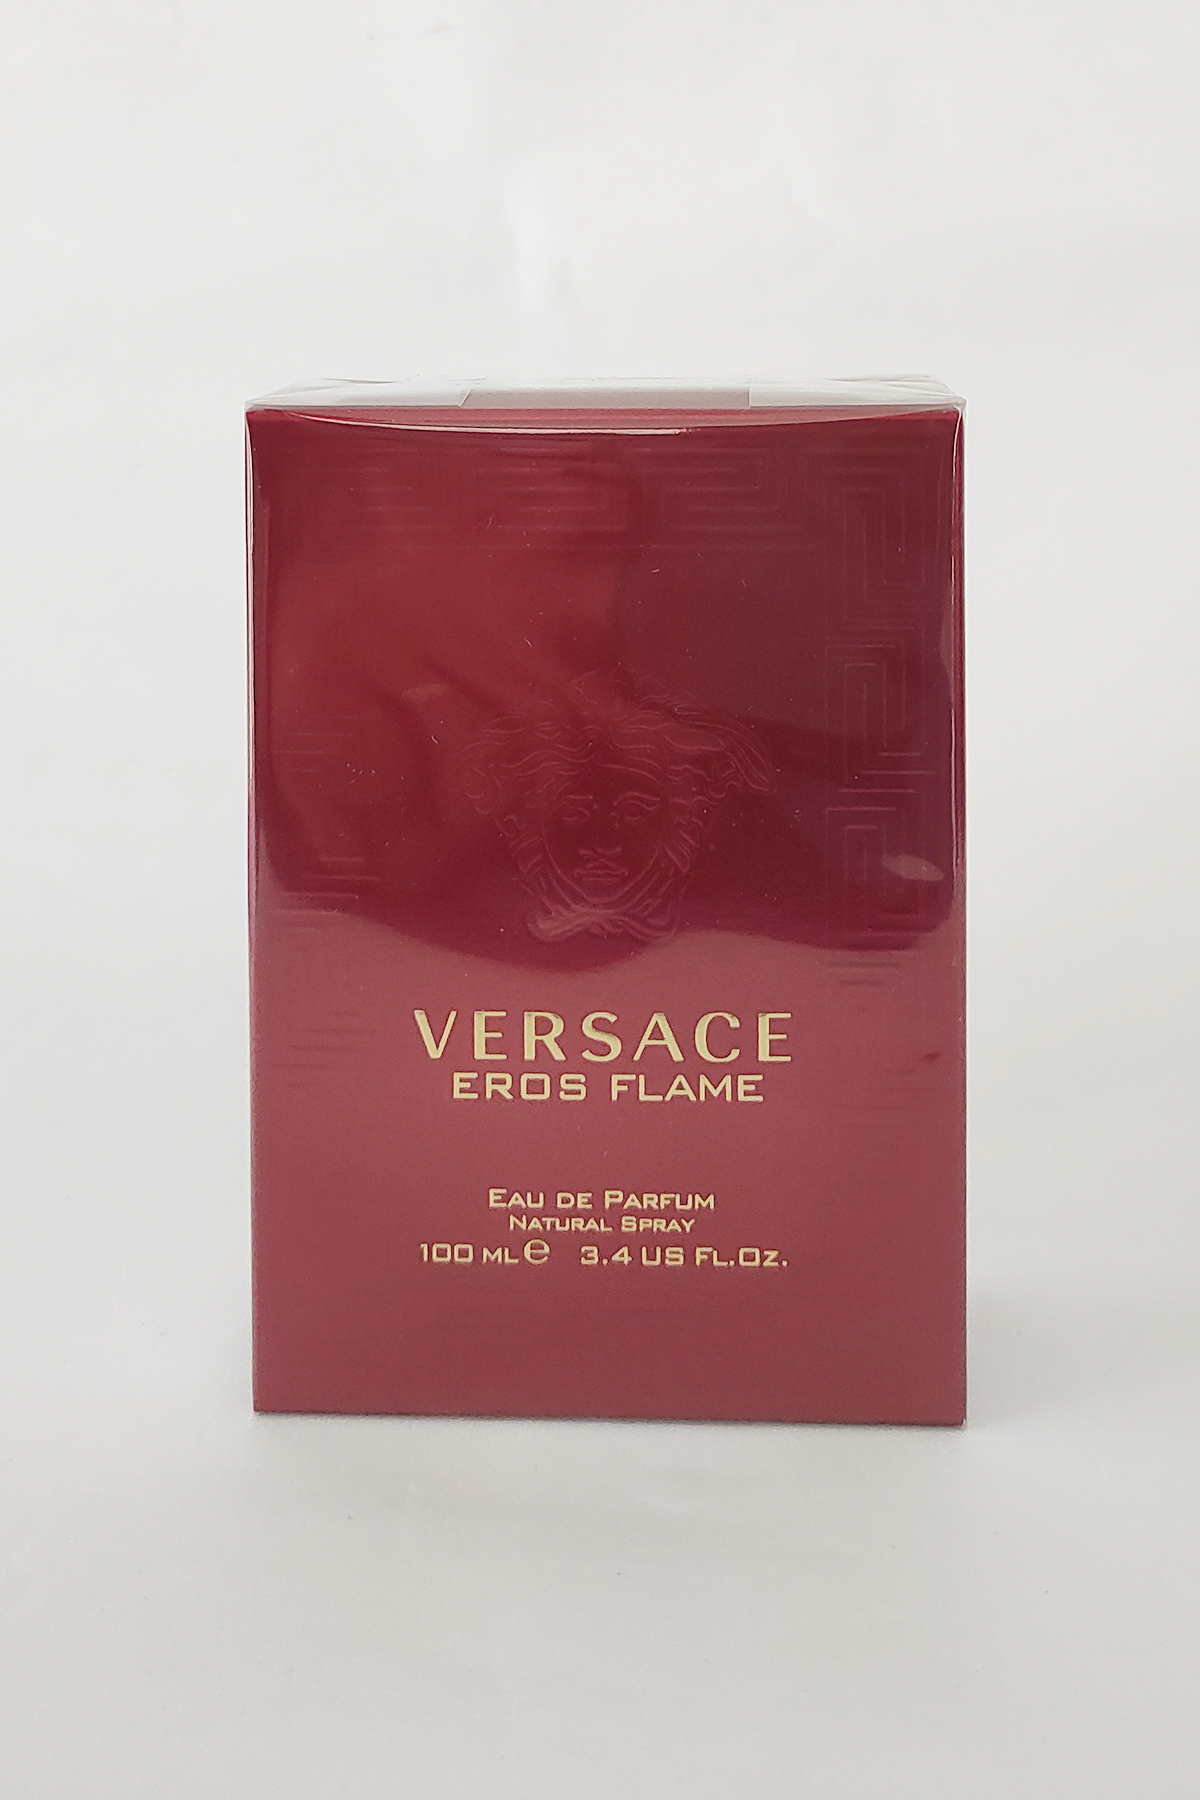 VERSACE
EROS FLAME
EAU DE PARFUM
NATURAL SPRAY
100 ML ℮ 3.4 US FL.OZ.